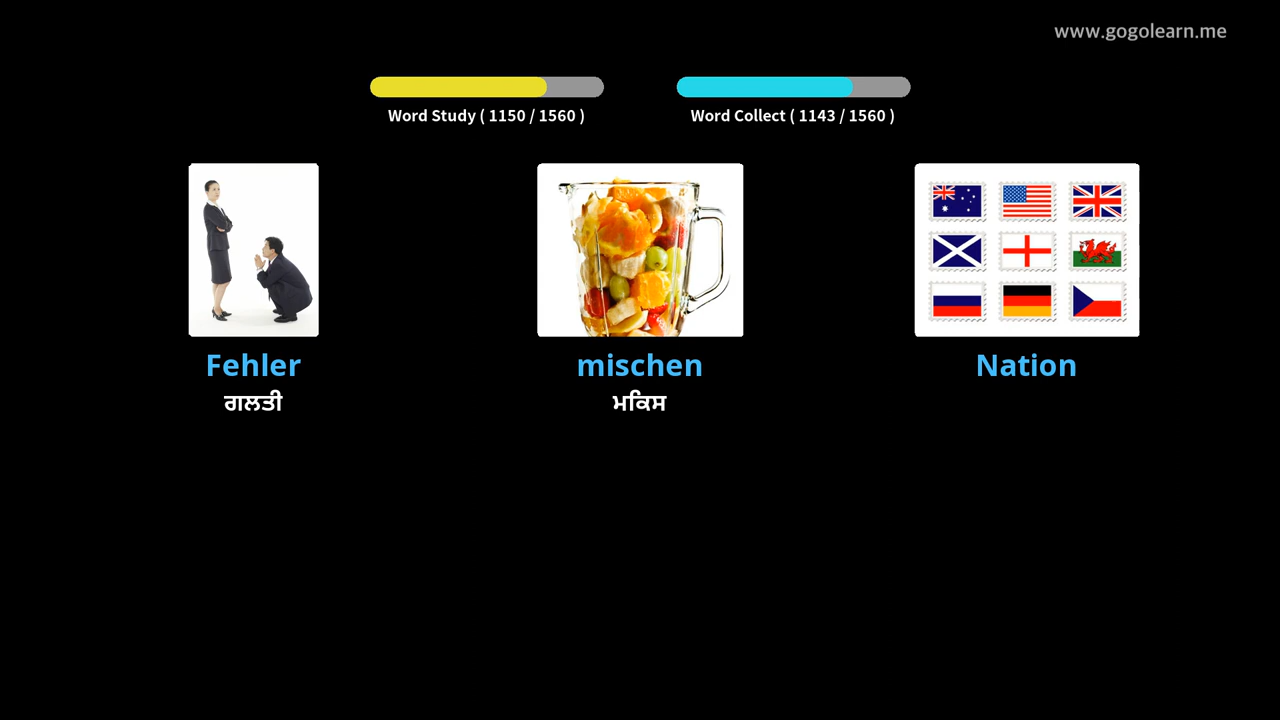 www.gogolearn.me
Word Study ( 1150 / 1560 )
Word Collect ( 1143 / 1560 )
Fehler
mischen
Nation
ਗਲਤੀ
ਮਕਿਸ